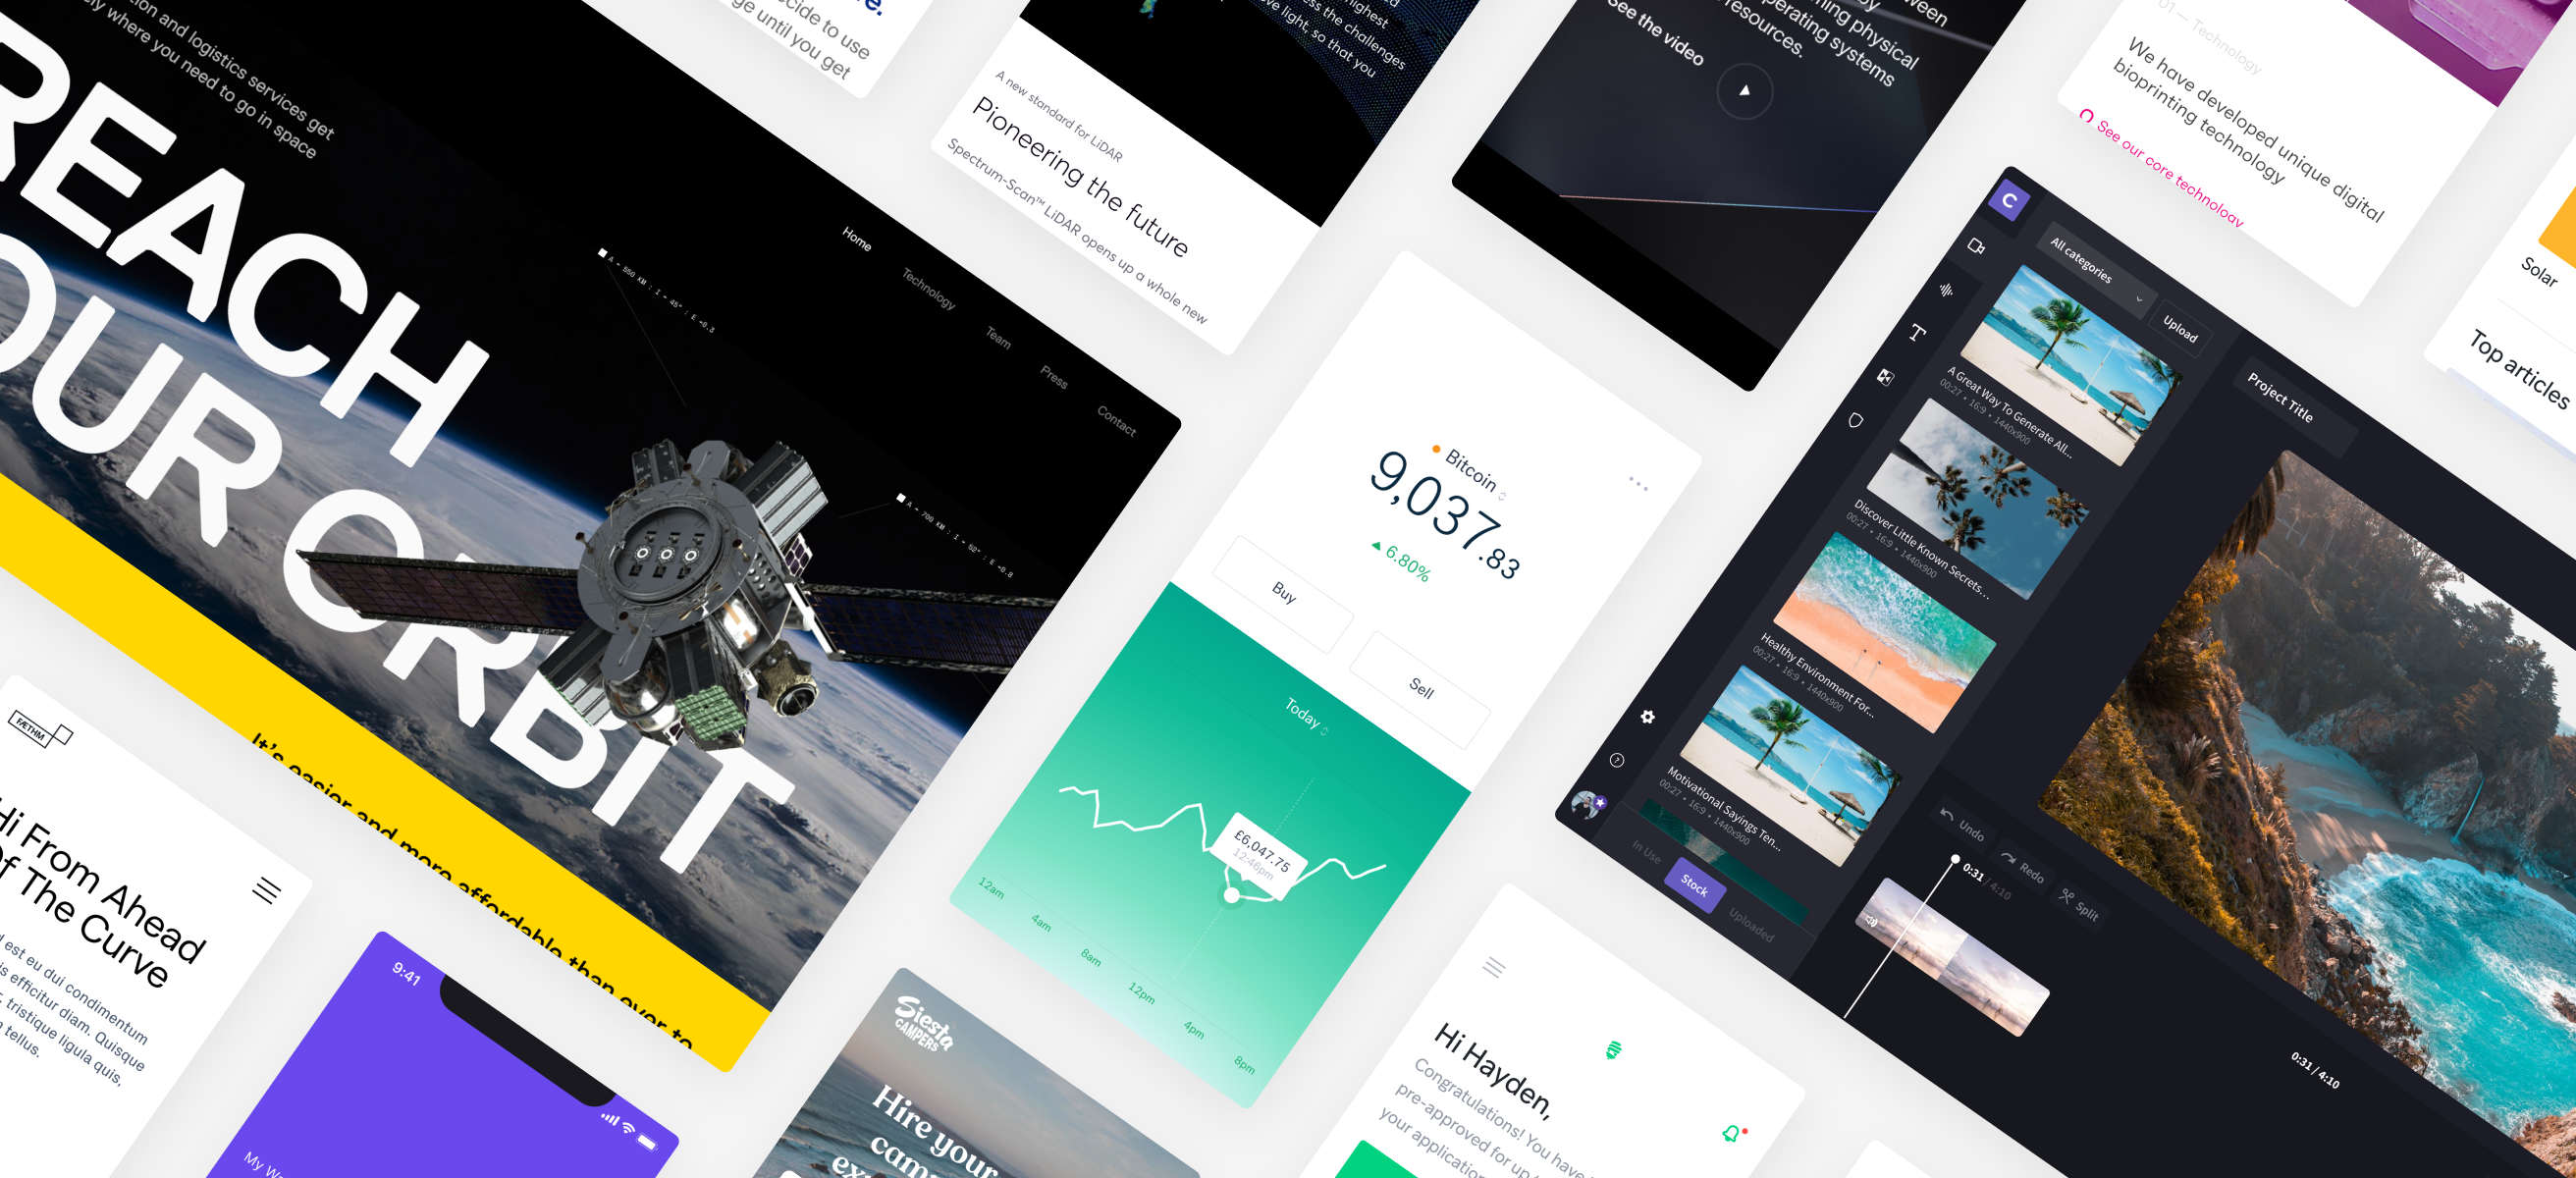 tion and logistics services get
ly where you need to go in space
REACH
OUR ORBIT
Home
Technology
Team
Press
Contact
A = 550 KM : I = 45° : E =0.3
A = 700 KM : I = 52° : E =0.8
It's easier and more affordable than ever to
FÆTHM
Hi From Ahead
Of The Curve
l est eu dui condimentum
is efficitur diam. Quisque
, tristique ligula quis,
tellus.
9:41
My Wa
cide to use
ge until you get
highest
ss the challenges
ve light, so that you
A new standard for LiDAR
Pioneering the future
Spectrum-Scan™ LiDAR opens up a whole new
ween
ning physical
perating systems
resources.
See the video
Bitcoin
9,037.83
6.80%
Buy
Sell
Today
£6,047.75
12:46pm
12am
4am
8am
12pm
4pm
8pm
Siesta
CAMPERS
Hire your
Hi Hayden,
Congratulations! You have
pre-approved for up
your application
01 — Technology
We have developed unique digital
bioprinting technology
See our core technology
Solar
Top articles
C
All categories
Upload
A Great Way To Generate All...
00:27 • 16:9 • 1440x900
Discover Little Known Secrets...
00:27 • 16:9 • 1440x900
Healthy Environment For...
00:27 • 16:9 • 1440x900
Motivational Sayings Ten...
00:27 • 16:9 • 1440x900
In Use
Stock
Uploaded
Project Title
Undo
Redo
Split
0:31 / 4:10
0:31 / 4:10